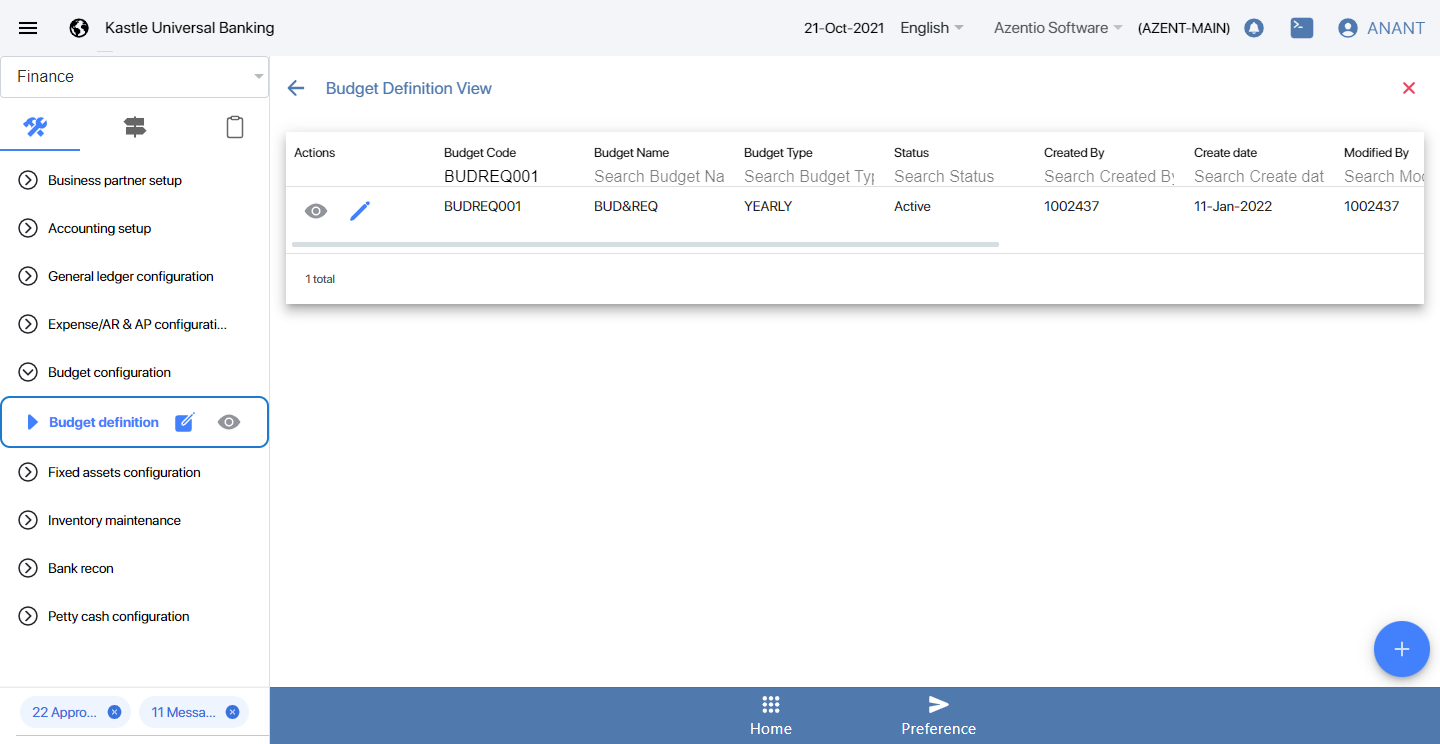 Kastle Universal Banking
21-Oct-2021
English
Azentio Software
(AZENT-MAIN)
ANANT
Finance
Business partner setup
Accounting setup
General ledger configuration
Expense/AR & AP configurati...
Budget configuration
Budget definition
Fixed assets configuration
Inventory maintenance
Bank recon
Petty cash configuration
22 Appro...
11 Messa...
Budget Definition View
Actions Budget Code Budget Name Budget Type Status Created By Create date Modified By
BUDREQ001 Search Budget Na Search Budget Typ Search Status Search Created By Search Create dat Search Mod
BUDREQ001 BUD&REQ YEARLY Active 1002437 11-Jan-2022 1002437
1 total
Home
Preference